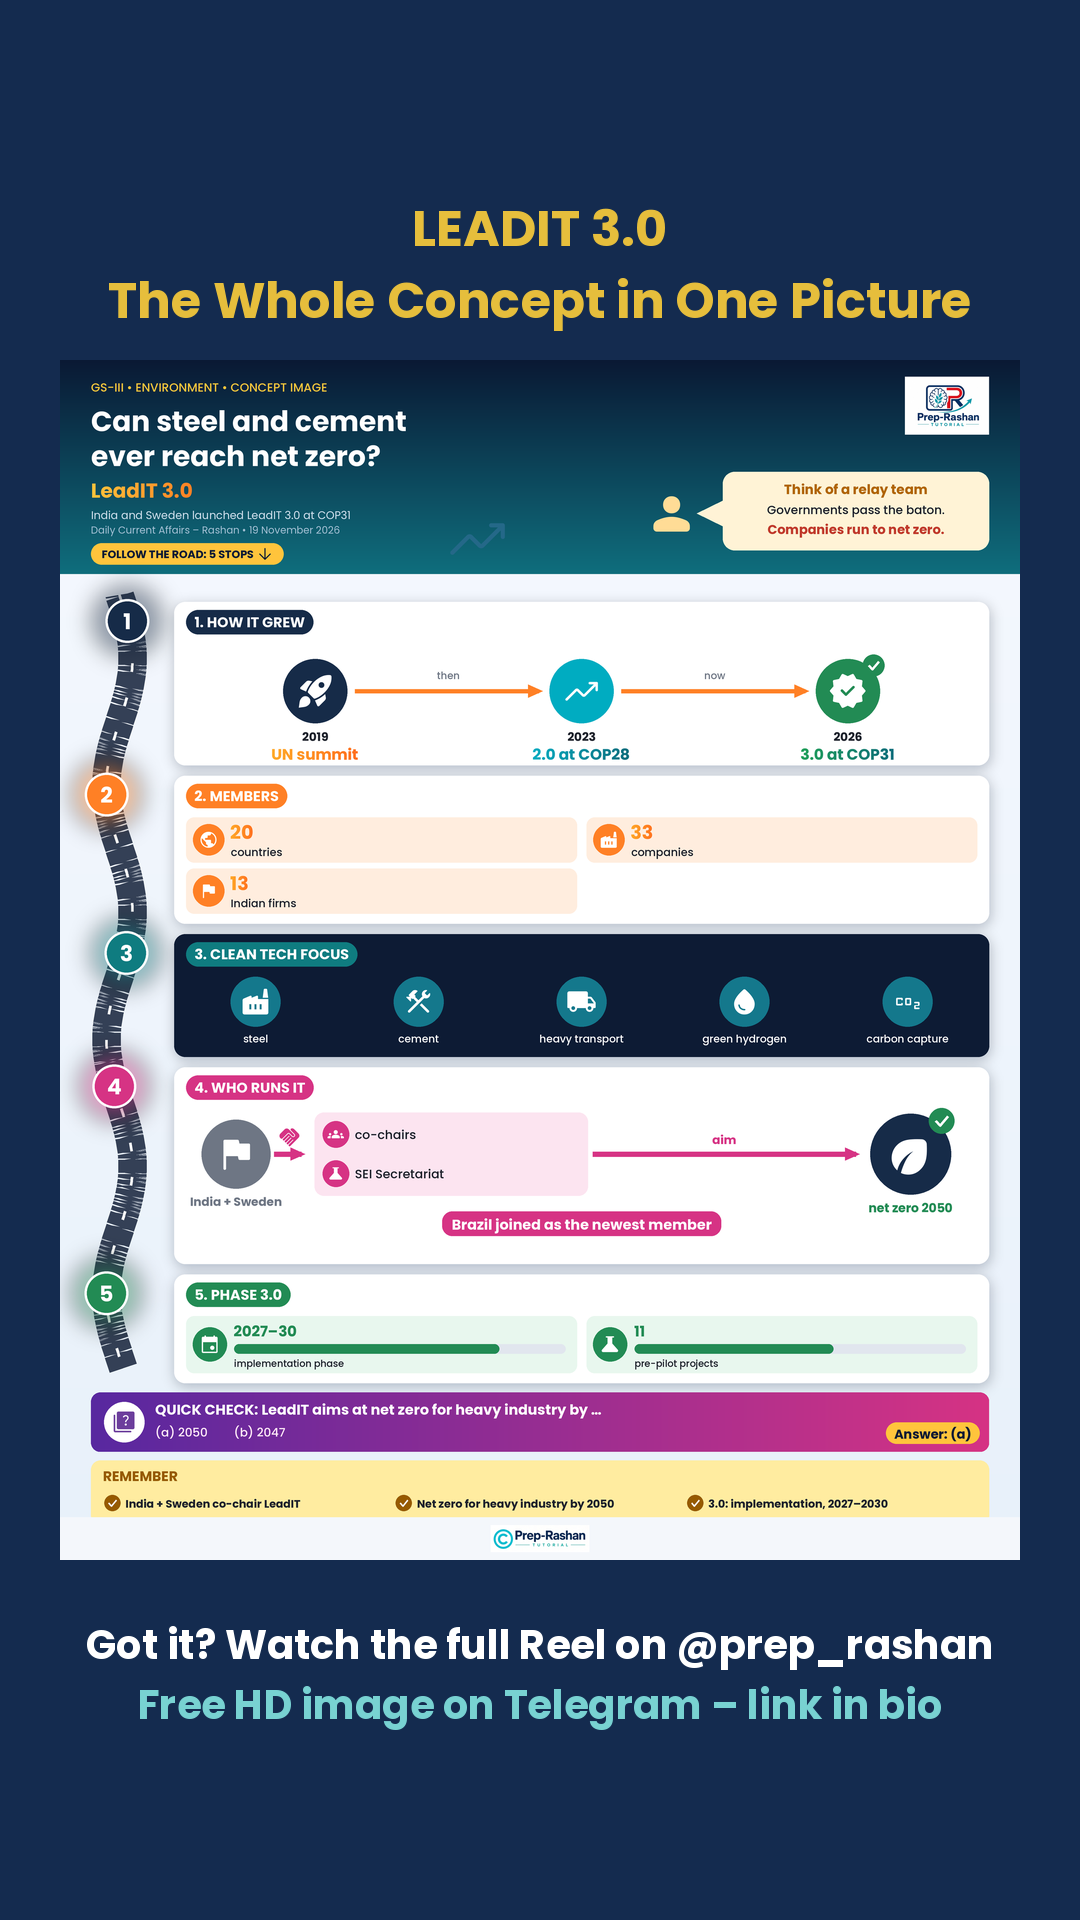 LEADIT 3.0
The Whole Concept in One Picture
GS-III • ENVIRONMENT • CONCEPT IMAGE
Can steel and cement
ever reach net zero?
LeadIT 3.0
India and Sweden launched LeadIT 3.0 at COP31
Daily Current Affairs – Rashan • 19 November 2026
FOLLOW THE ROAD: 5 STOPS
Prep-Rashan
TUTORIAL
Think of a relay team
Governments pass the baton.
Companies run to net zero.
1
1. HOW IT GREW
then
now
2019
UN summit
2023
2.0 at COP28
2026
3.0 at COP31
2
2. MEMBERS
20
countries
33
companies
13
Indian firms
3
3. CLEAN TECH FOCUS
CO2
steel
cement
heavy transport
green hydrogen
carbon capture
4
4. WHO RUNS IT
India + Sweden
co-chairs
SEI Secretariat
aim
net zero 2050
Brazil joined as the newest member
5
5. PHASE 3.0
2027–30
implementation phase
11
pre-pilot projects
QUICK CHECK: LeadIT aims at net zero for heavy industry by ...
(a) 2050 (b) 2047
Answer: (a)
REMEMBER
India + Sweden co-chair LeadIT
Net zero for heavy industry by 2050
3.0: implementation, 2027–2030
© Prep-Rashan
TUTORIAL
Got it? Watch the full Reel on @prep_rashan
Free HD image on Telegram – link in bio